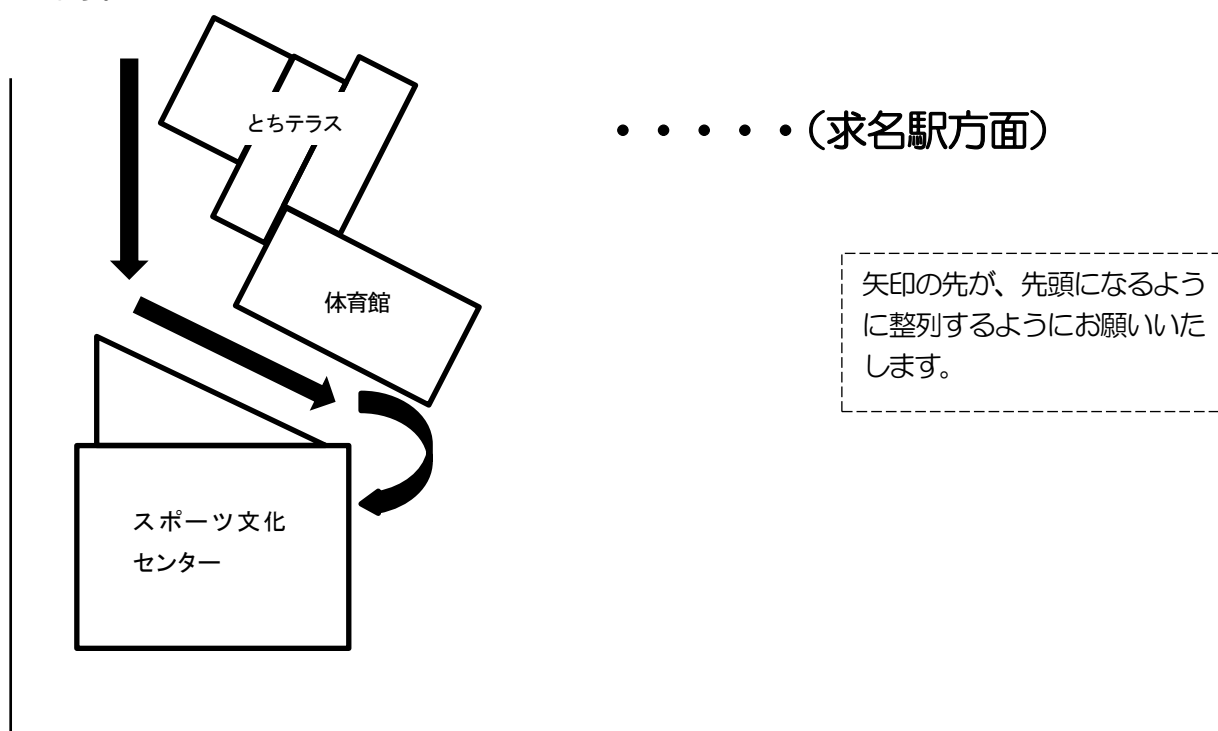 とちテラス
・・・・・(求名駅方面)
矢印の先が、先頭になるよう
に整列するようにお願いいた
します。
体育館
スポーツ文化
センター